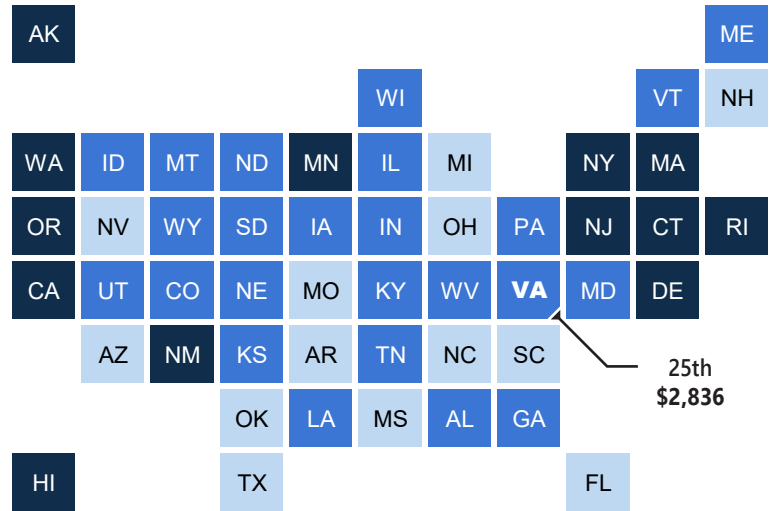 AK ME
WI VT NH
WA ID MT ND MN IL MI NY MA
OR NV WY SD IA IN OH PA NJ CT RI
CA UT CO NE MO KY WV VA MD DE
AZ NM KS AR TN NC SC
25th
$2,836
OK LA MS AL GA
HI TX FL